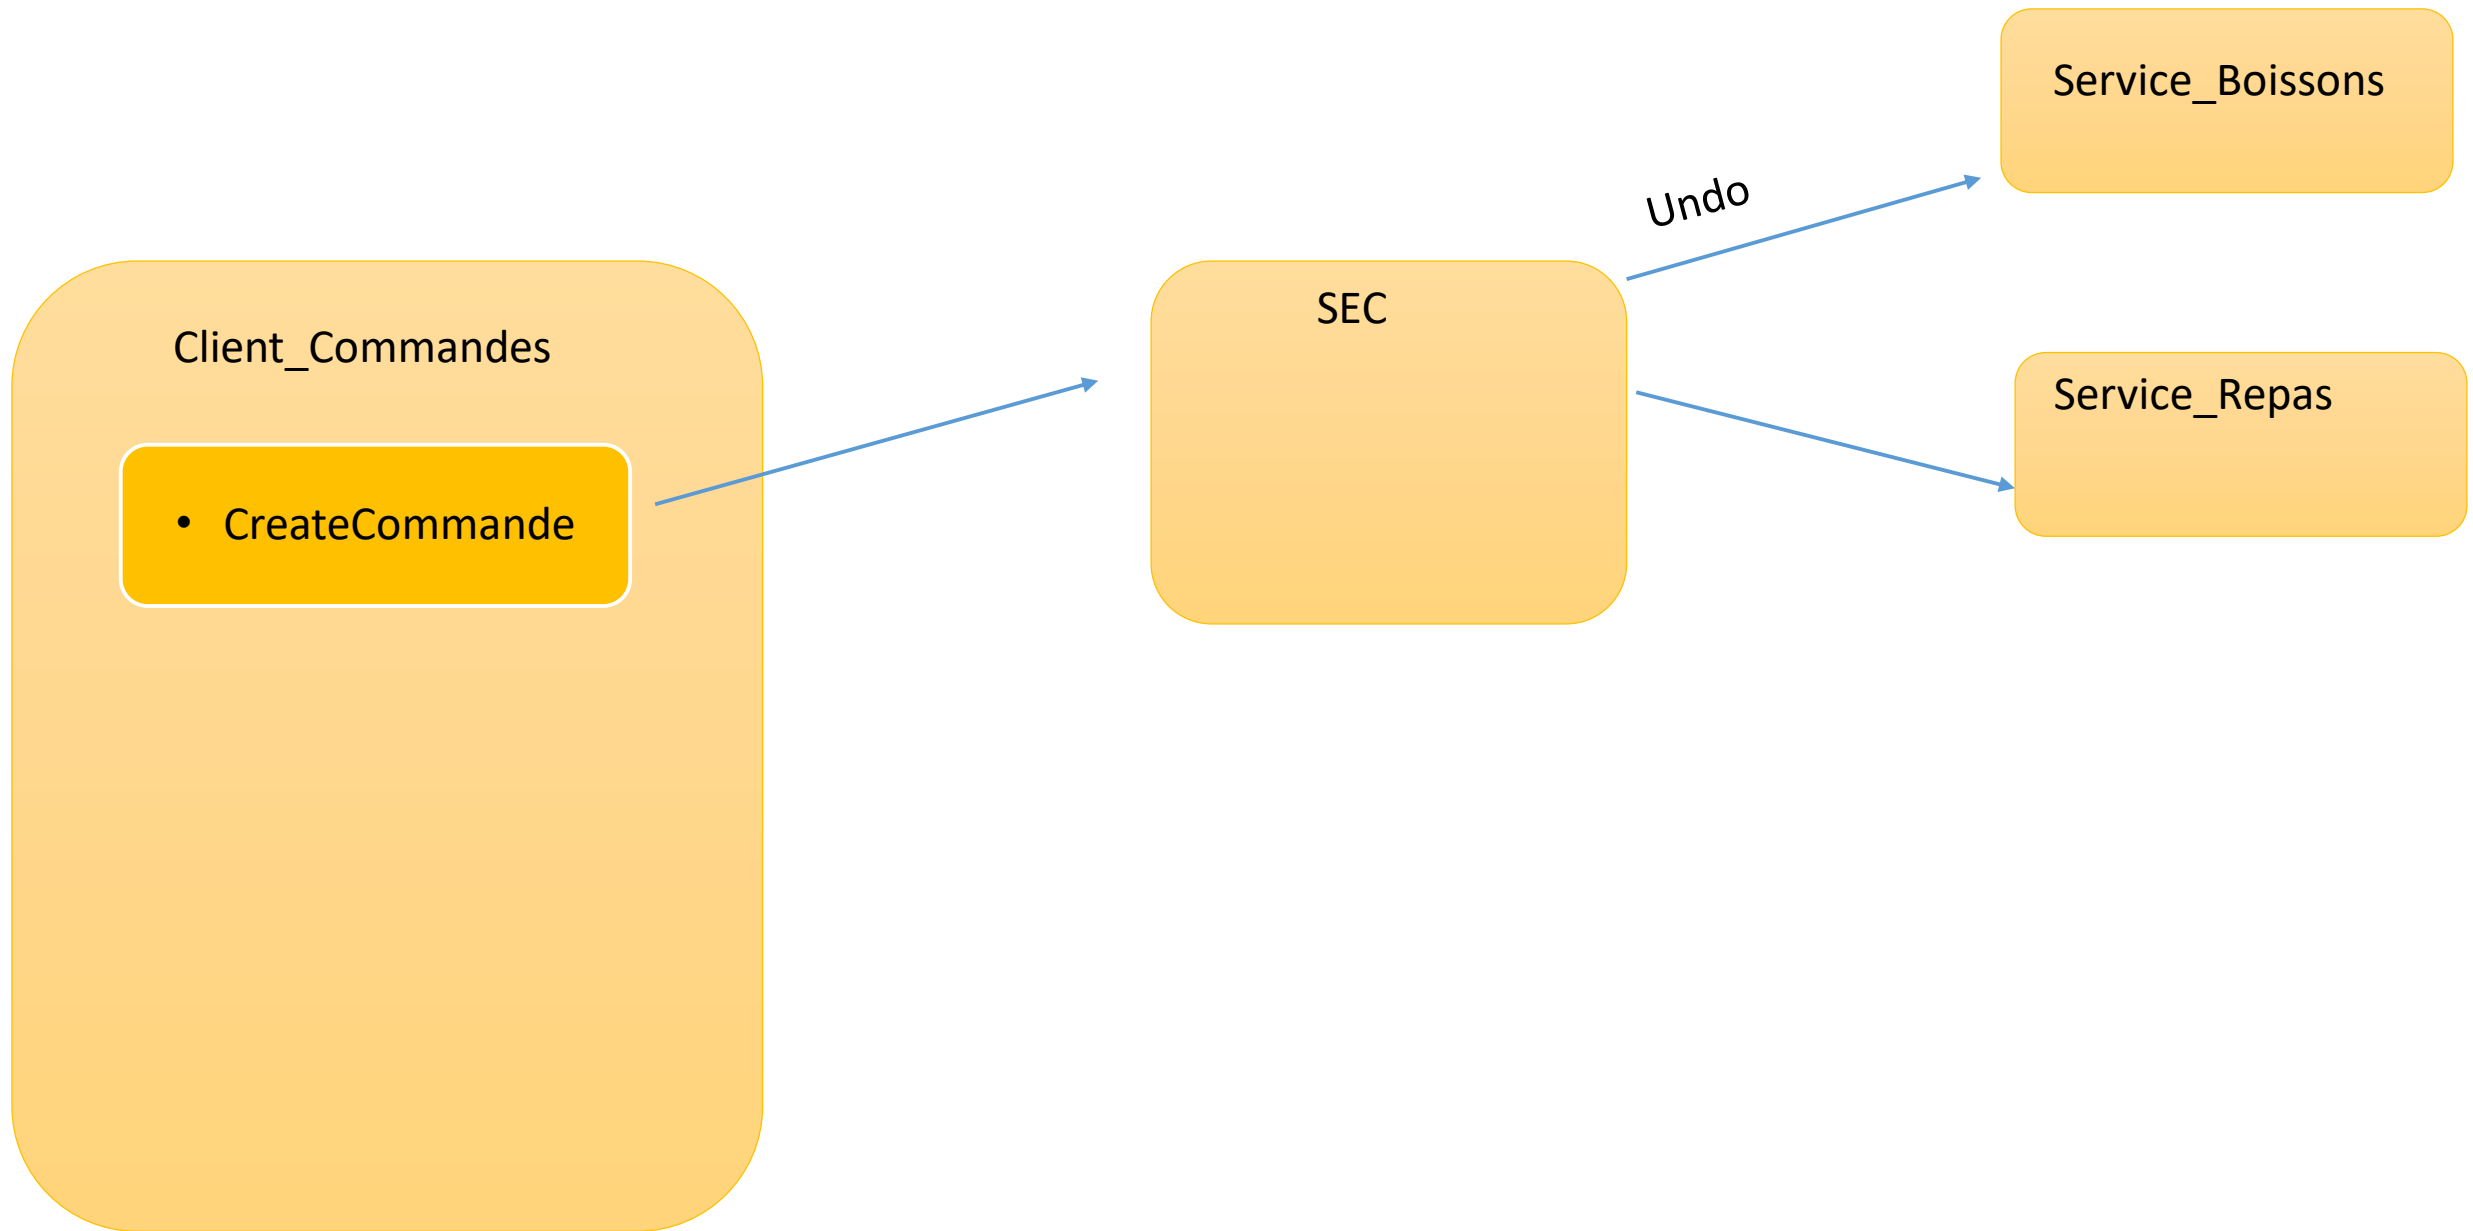 Service_Boissons
Undo
SEC
Client_Commandes
Service_Repas
• CreateCommande